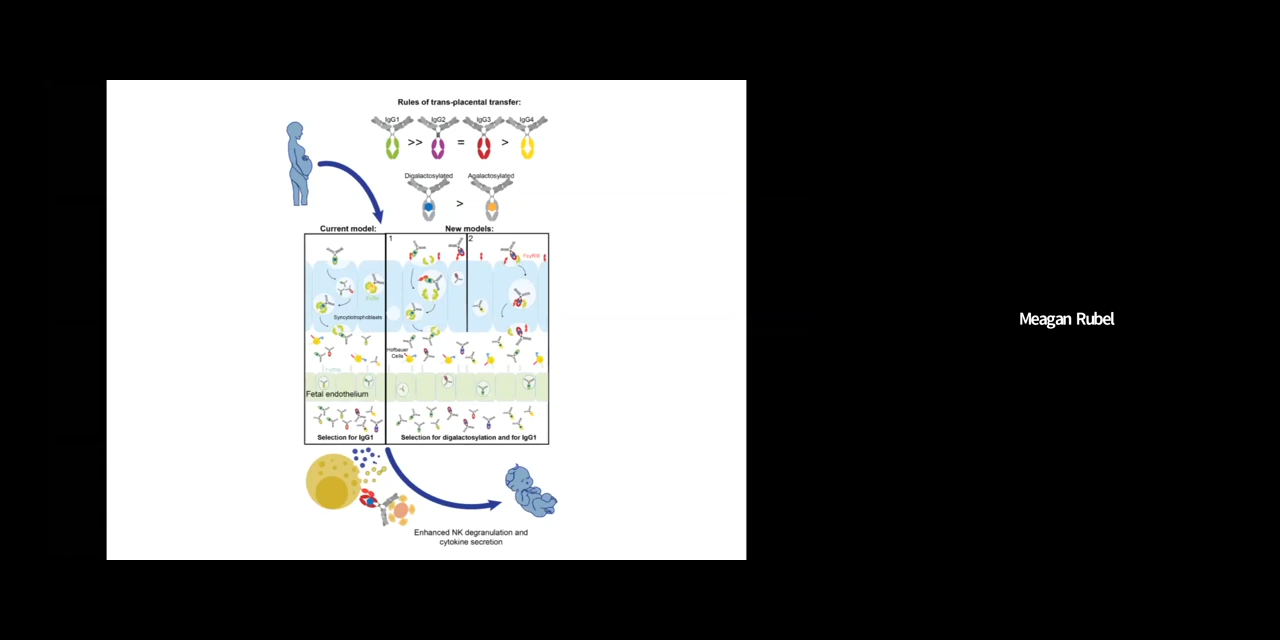 Rules of trans-placental transfer:
IgG1 IgG2 IgG3 IgG4
>> = >
Digalactosylated Agalactosylated
>
Current model: New models:
1 2
Syncytiotrophoblasts
Hofbauer
Cells
Fetal endothelium
Selection for IgG1 Selection for digalactosylation and for IgG1
Enhanced NK degranulation and
cytokine secretion
Meagan Rubel